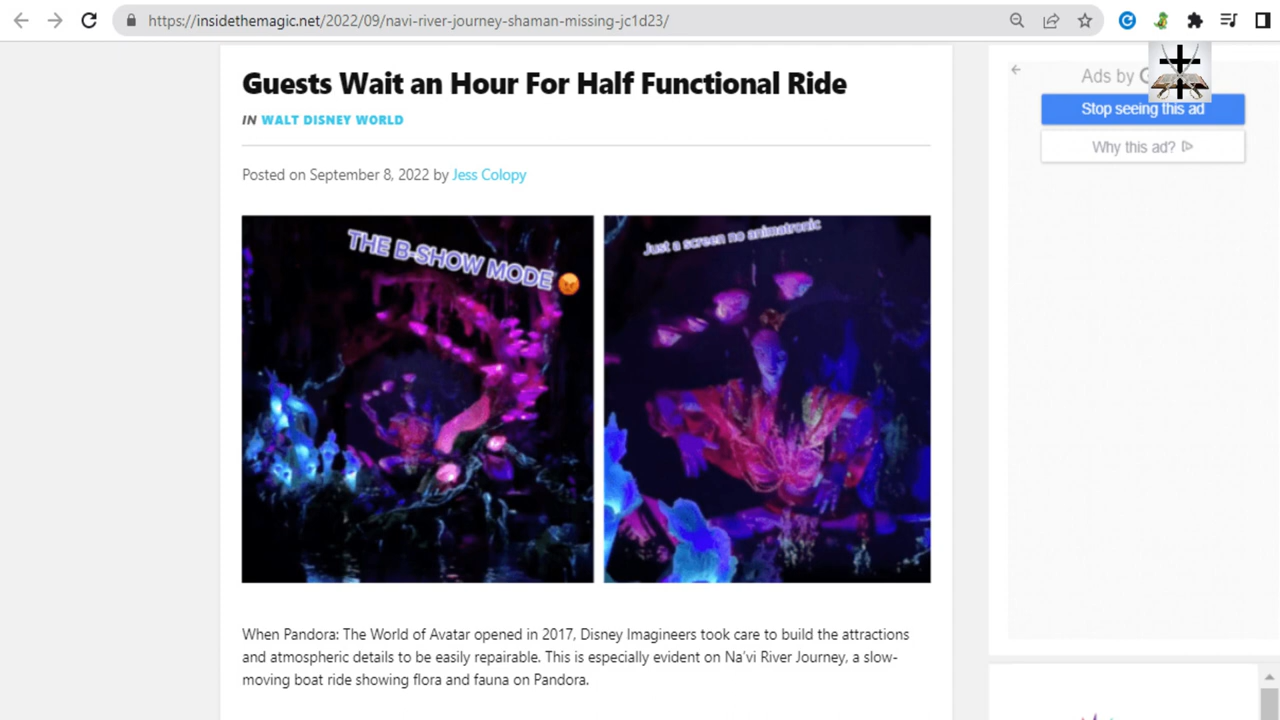 https://insidethemagic.net/2022/09/navi-river-journey-shaman-missing-jc1d23/
Guests Wait an Hour For Half Functional Ride
IN WALT DISNEY WORLD
Posted on September 8, 2022 by Jess Colopy
THE B-SHOW MODE
Just a screen no animatronic
When Pandora: The World of Avatar opened in 2017, Disney Imagineers took care to build the attractions
and atmospheric details to be easily repairable. This is especially evident on Na’vi River Journey, a slow-
moving boat ride showing flora and fauna on Pandora.
Ads by
Stop seeing this ad
Why this ad?